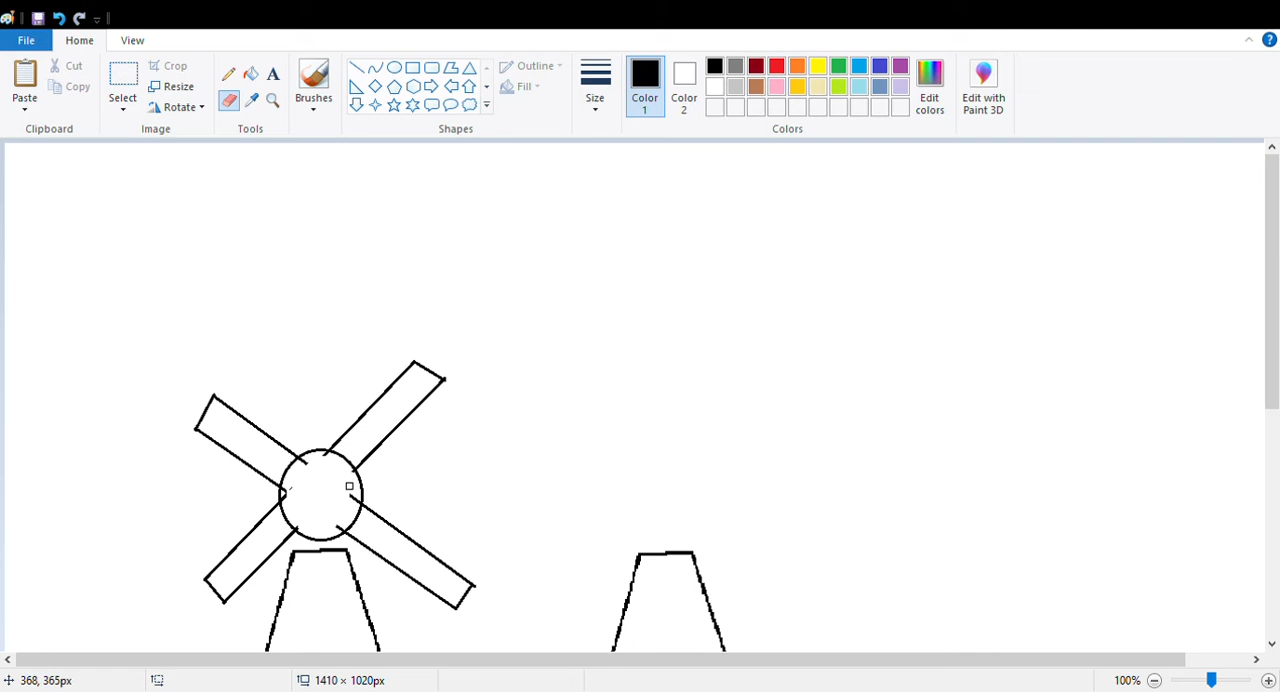 File Home View
Cut
Copy
Paste
Clipboard
Crop
Resize
Rotate
Select
Image
A
Tools
Brushes
Outline
Fill
Shapes
Size
Color 1
Color 2
Colors
Edit colors
Edit with Paint 3D
?
368, 365px
1410 × 1020px
100%